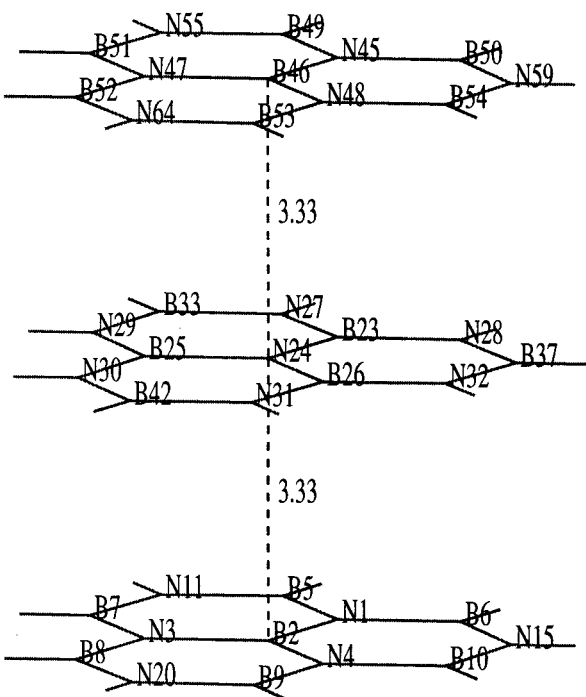 N55 B49
B51 N45 B50
N47 B46 N59
B52 N48 B54
N64 B53
3.33
B33 N27
N29 B23 N28
B25 N24 B37
N30 B26 N32
B42 N31
3.33
N11 B5
B7 N1 B6
N3 B2 N15
B8 N4 B10
N20 B9